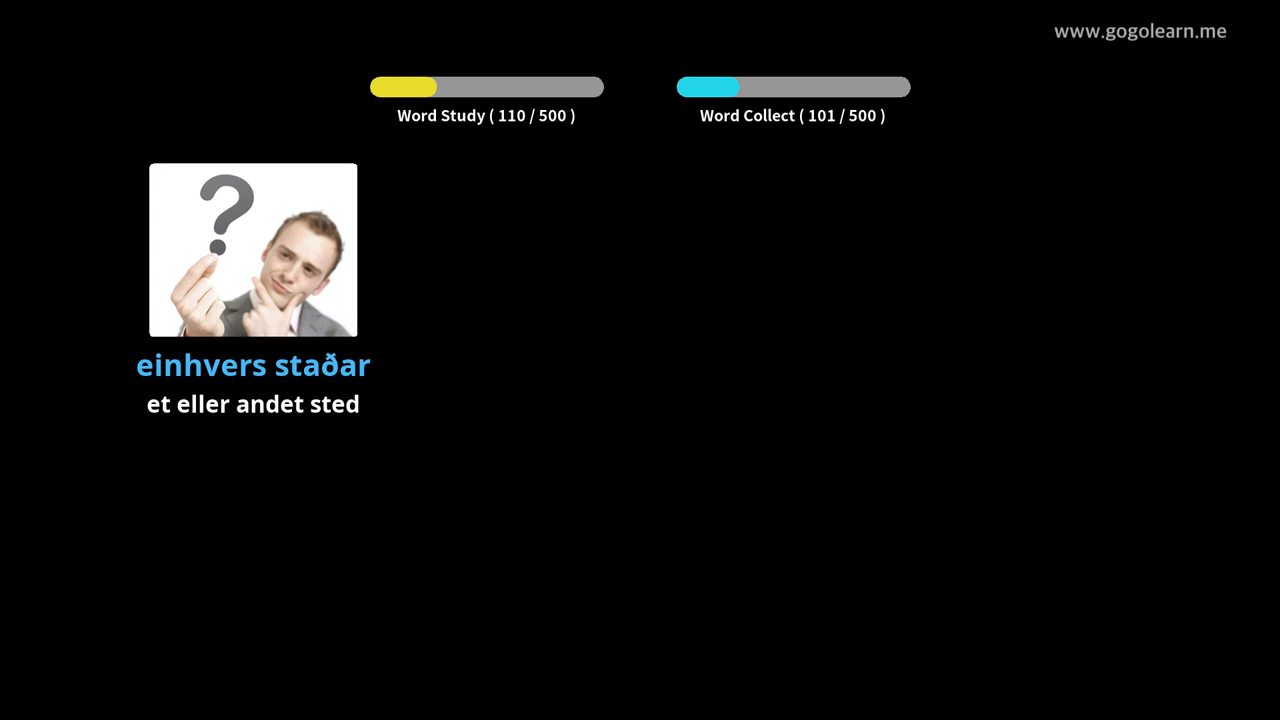 www.gogolearn.me
Word Study ( 110 / 500 )
Word Collect ( 101 / 500 )
einhvers staðar
et eller andet sted